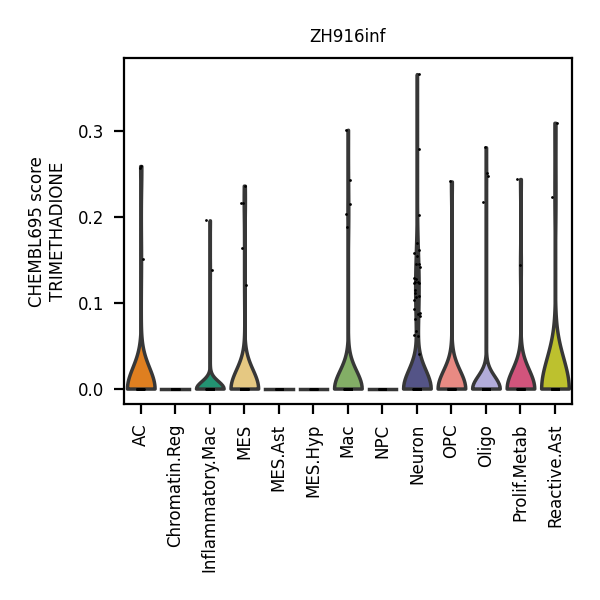 ZH916inf
CHEMBL695 score
TRIMETHADIONE
0.3
0.2
0.1
0.0
AC
Chromatin.Reg
Inflammatory.Mac
MES
MES.Ast
MES.Hyp
Mac
NPC
Neuron
OPC
Oligo
Prolif.Metab
Reactive.Ast